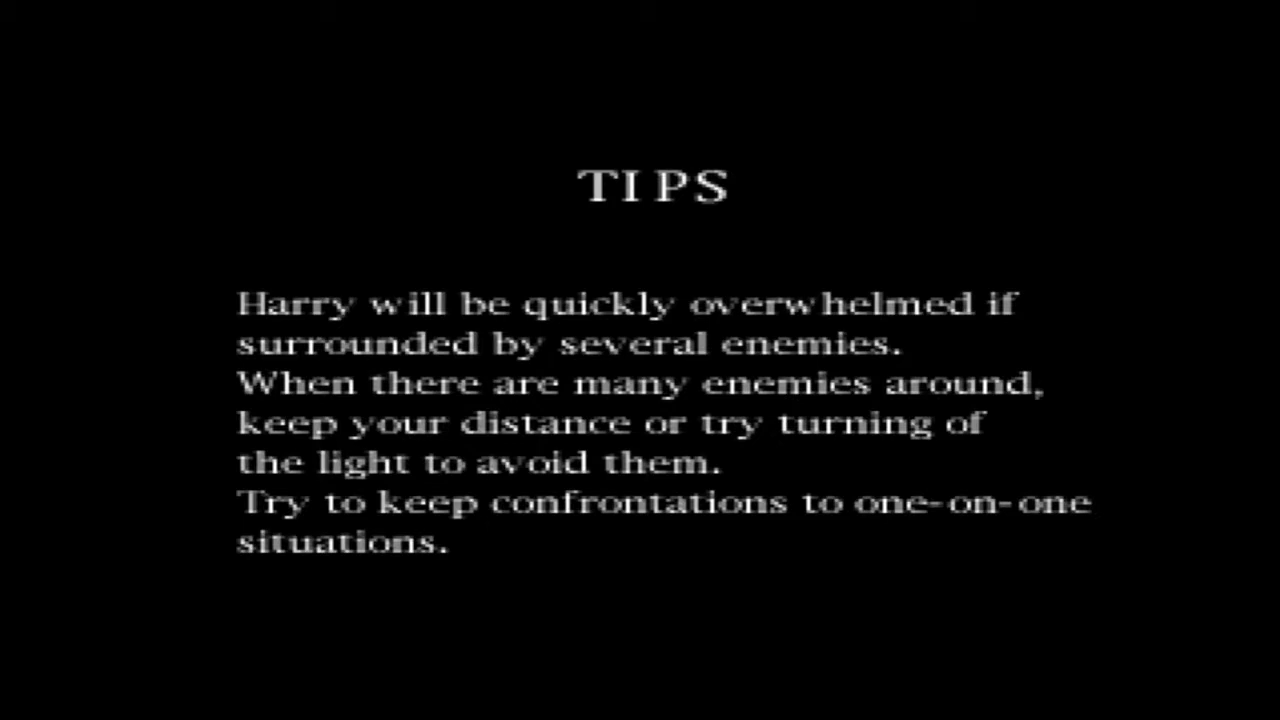 TIPS
Harry will be quickly overwhelmed if
surrounded by several enemies.
When there are many enemies around,
keep your distance or try turning of
the light to avoid them.
Try to keep confrontations to one-on-one
situations.